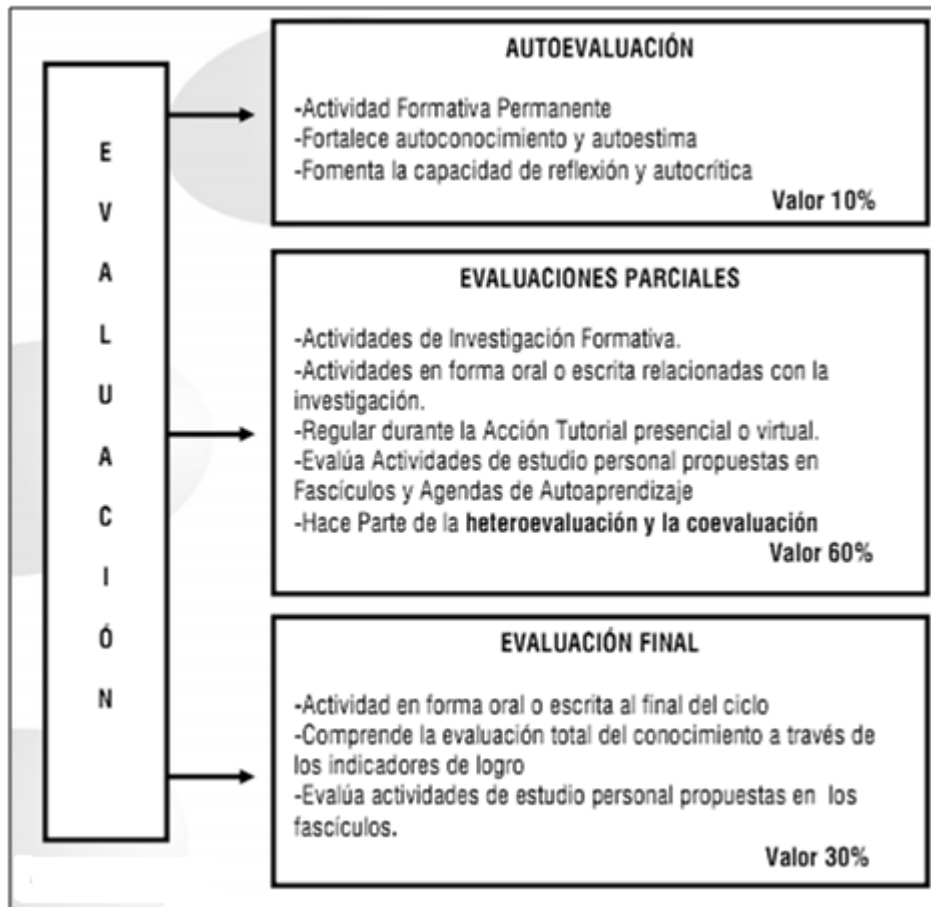 EVALUACIÓN
AUTOEVALUACIÓN
-Actividad Formativa Permanente
-Fortalece autoconocimiento y autoestima
-Fomenta la capacidad de reflexión y autocrítica
Valor 10%
EVALUACIONES PARCIALES
-Actividades de Investigación Formativa.
-Actividades en forma oral o escrita relacionadas con la
investigación.
-Regular durante la Acción Tutorial presencial o virtual.
-Evalúa Actividades de estudio personal propuestas en
Fascículos y Agendas de Autoaprendizaje
-Hace Parte de la heteroevaluación y la coevaluación
Valor 60%
EVALUACIÓN FINAL
-Actividad en forma oral o escrita al final del ciclo
-Comprende la evaluación total del conocimiento a través de
los indicadores de logro
-Evalúa actividades de estudio personal propuestas en los
fascículos.
Valor 30%